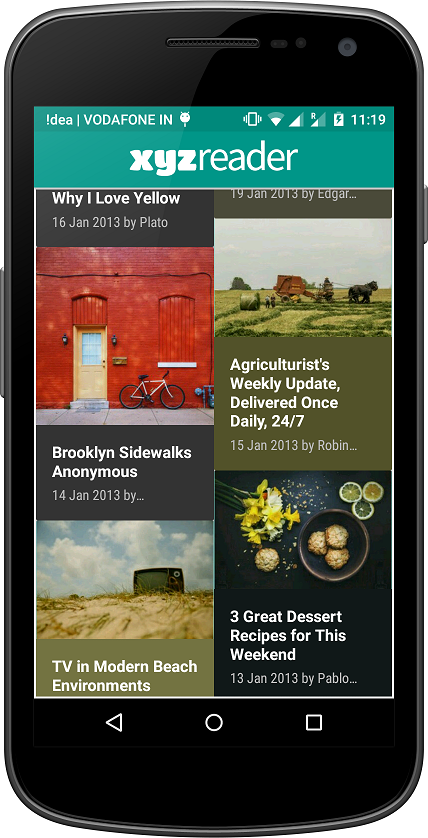 !dea | VODAFONE IN
R
11:19
xyzreader
Why I Love Yellow
16 Jan 2013 by Plato
19 Jan 2013 by Edgar...
Brooklyn Sidewalks
Anonymous
14 Jan 2013 by...
Agriculturist's
Weekly Update,
Delivered Once
Daily, 24/7
15 Jan 2013 by Robin...
TV in Modern Beach
Environments
3 Great Dessert
Recipes for This
Weekend
13 Jan 2013 by Pablo...